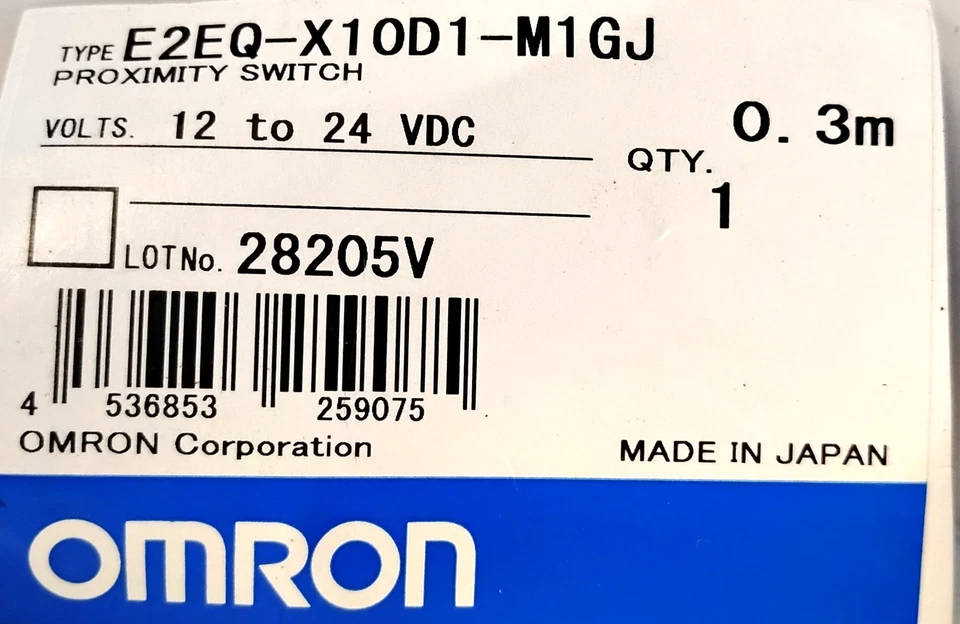 TYPE E2EQ-X10D1-M1GJ
PROXIMITY SWITCH
VOLTS. 12 to 24 VDC
0. 3m
QTY.
1
LOT No. 28205V
4 536853 259075
OMRON Corporation
MADE IN JAPAN
OMRON